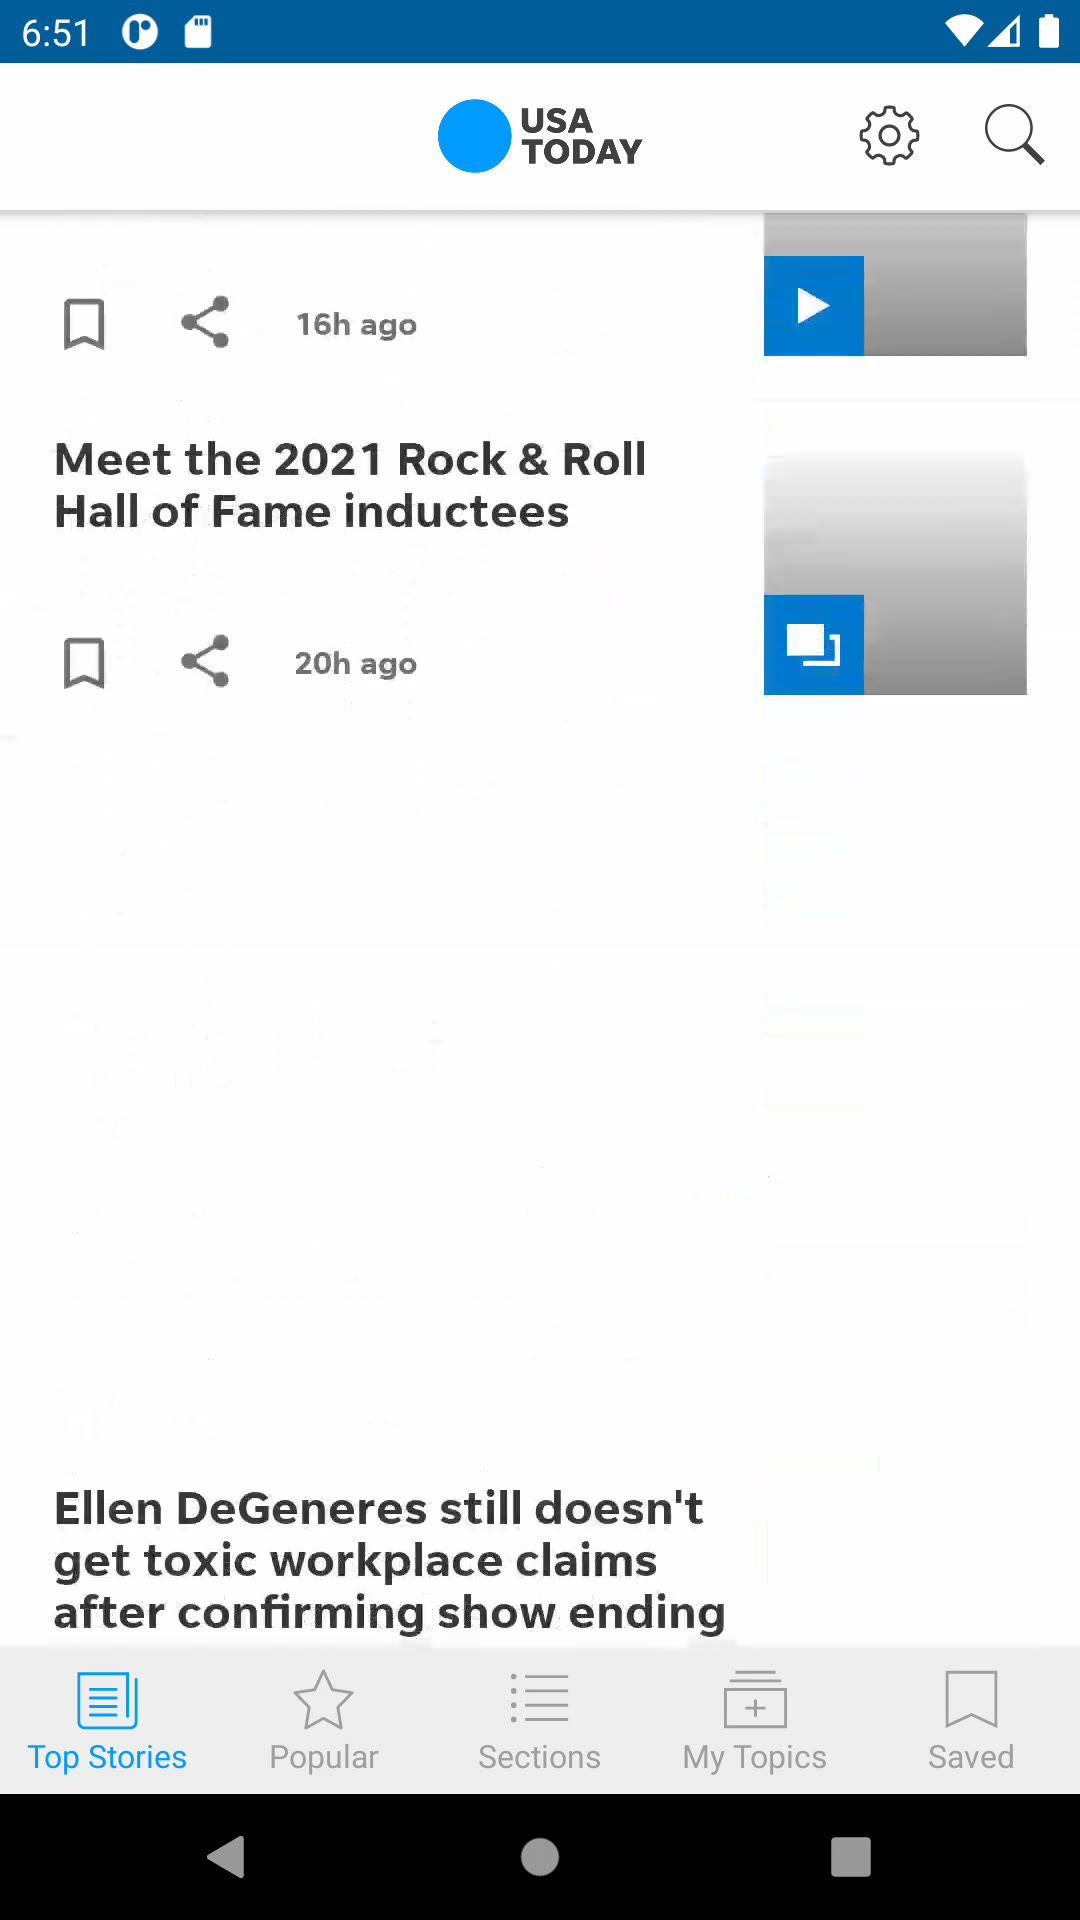 6:51
USA
TODAY
16h ago
Meet the 2021 Rock & Roll
Hall of Fame inductees
20h ago
Ellen DeGeneres still doesn't
get toxic workplace claims
after confirming show ending
Top Stories
Popular
Sections
My Topics
Saved